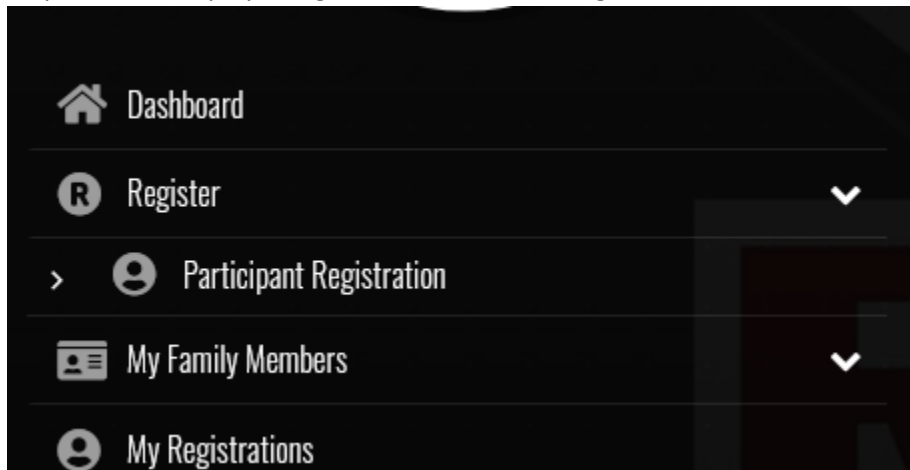 Dashboard
Register
Participant Registration
My Family Members
My Registrations